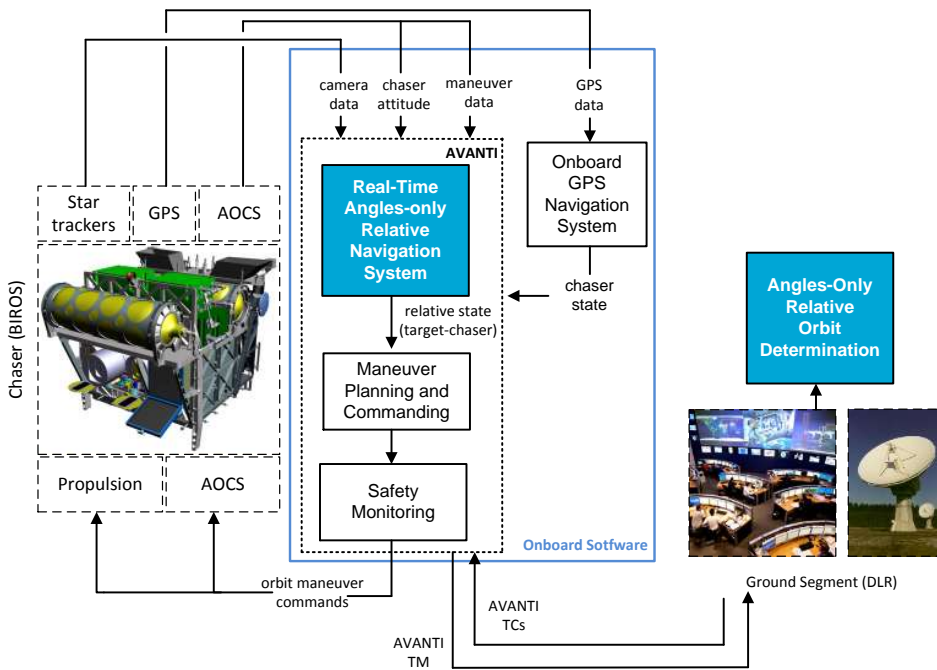 camera
data
chaser
attitude
maneuver
data
GPS
data
AVANTI
Real-Time
Angles-only
Relative
Navigation
System
Onboard
GPS
Navigation
System
Star
trackers
GPS
AOCS
chaser
state
relative state
(target-chaser)
Angles-Only
Relative
Orbit
Determination
Chaser (BIROS)
Maneuver
Planning and
Commanding
Propulsion
AOCS
Safety
Monitoring
Onboard Sotfware
orbit maneuver
commands
Ground Segment (DLR)
AVANTI
TCs
AVANTI
TM